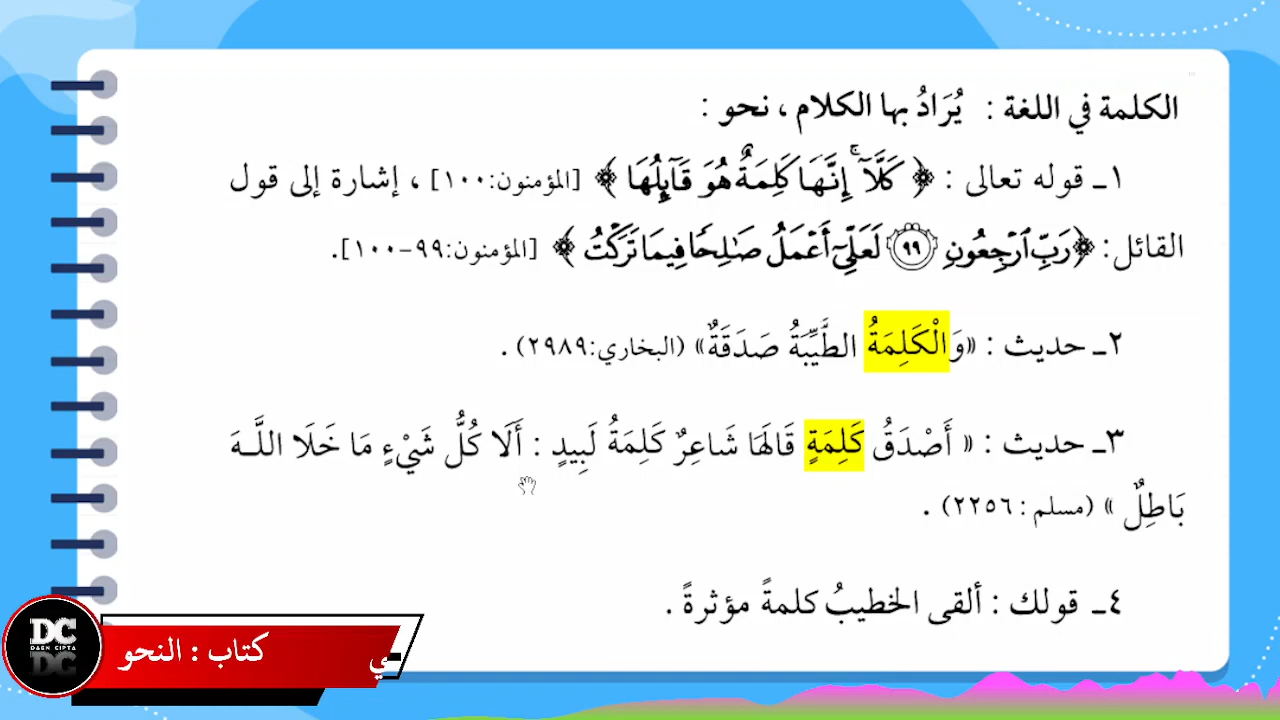 الكلمة في اللغة : يُرَادُ بها الكلام ، نحو :
١ـ قوله تعالى : ﴿ كَلَّآ ۚ إِنَّهَا كَلِمَةٌ هُوَ قَآئِلُهَا ﴾ [المؤمنون:١٠٠] ، إشارة إلى قول
القائل: ﴿رَبِّ ٱرْجِعُونِ ٩٩ لَعَلِّىٓ أَعْمَلُ صَـٰلِحًا فِيمَا تَرَكْتُ ﴾ [المؤمنون:٩٩-١٠٠].
٢ـ حديث : «وَالْكَلِمَةُ الطَّيِّبَةُ صَدَقَةٌ» (البخاري:٢٩٨٩) .
٣ـ حديث : « أَصْدَقُ كَلِمَةٍ قَالَهَا شَاعِرٌ كَلِمَةُ لَبِيدٍ : أَلَا كُلُّ شَيْءٍ مَا خَلَا اللَّـهَ
بَاطِلٌ » (مسلم : ٢٢٥٦) .
٤ـ قولك : ألقى الخطيبُ كلمةً مؤثرةً .
DC
DAEN CIPTA
كتاب : النحو